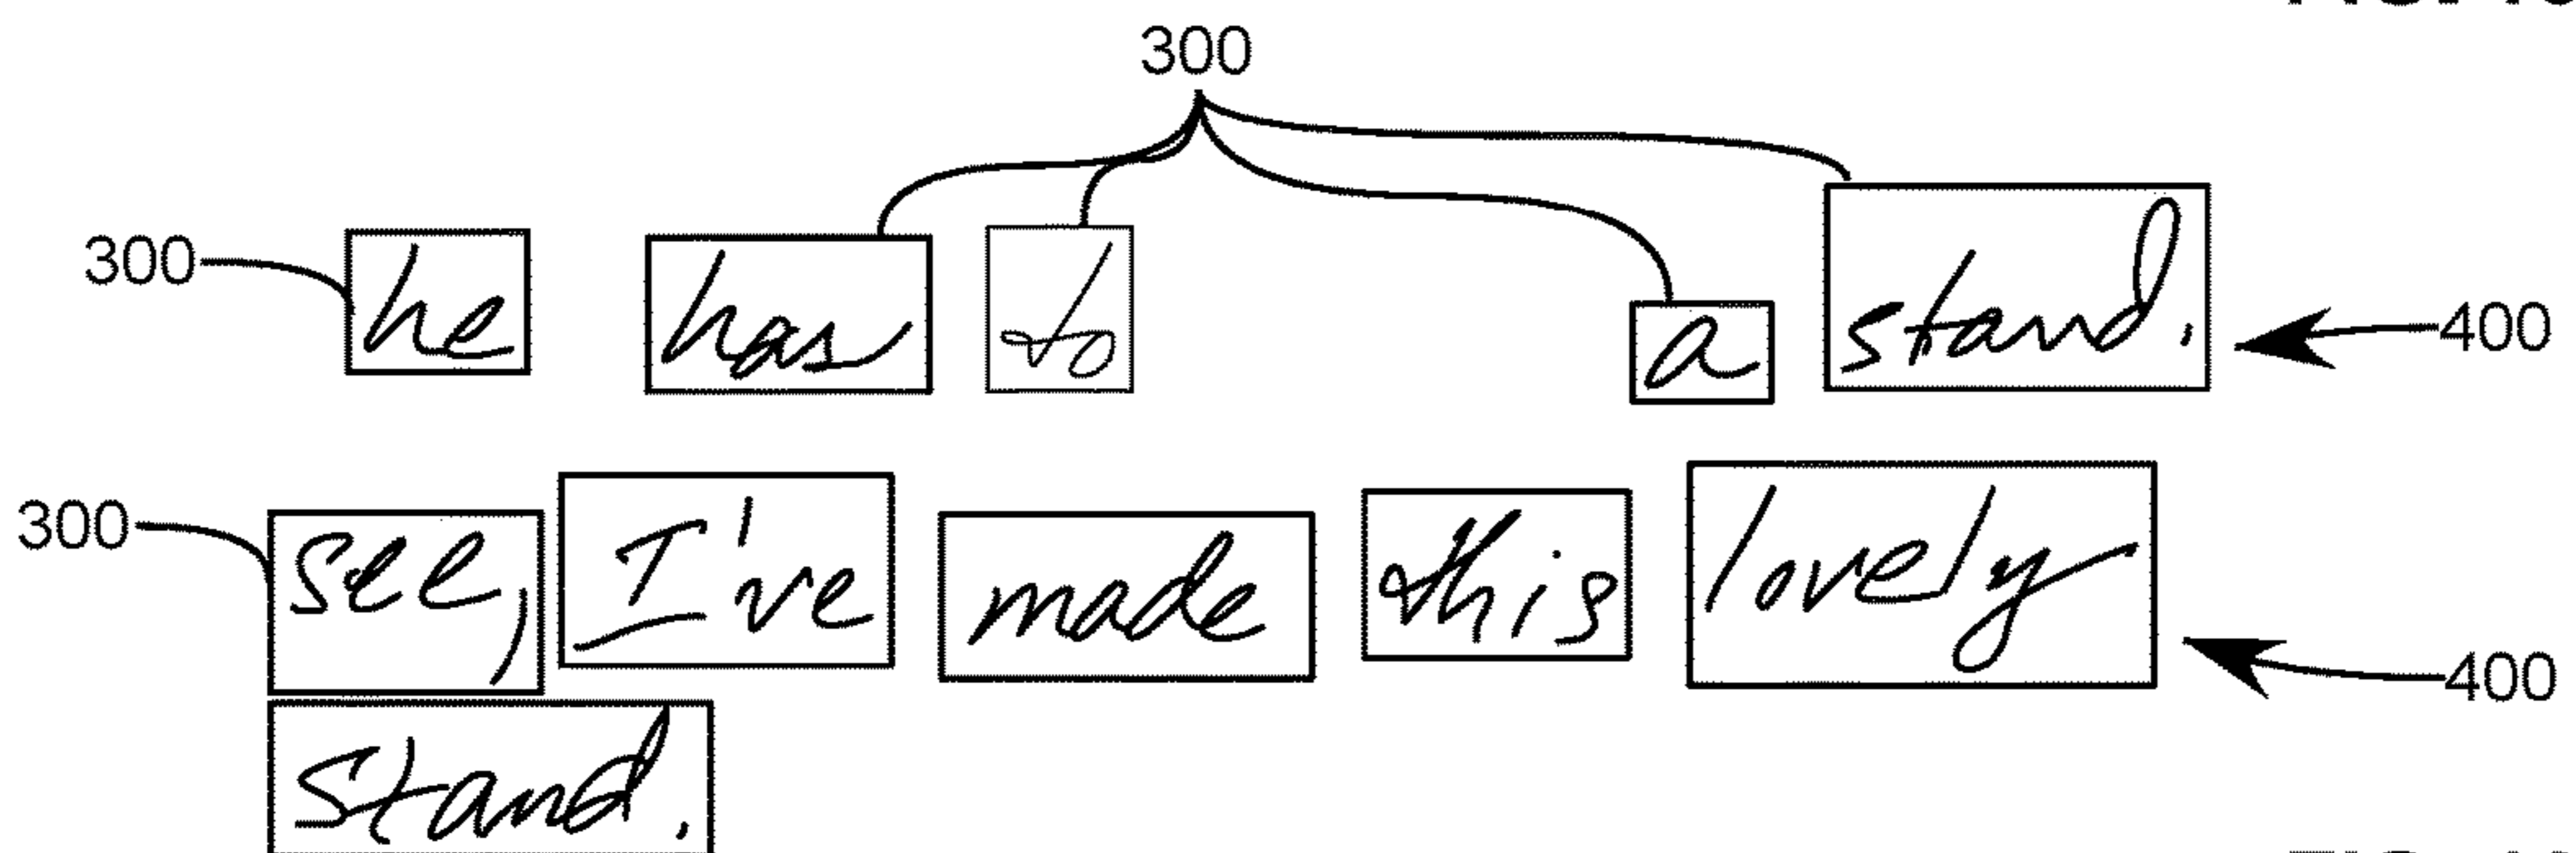 300
300 he has to a stand. 400
300 see, I've made this lovely 400
stand.